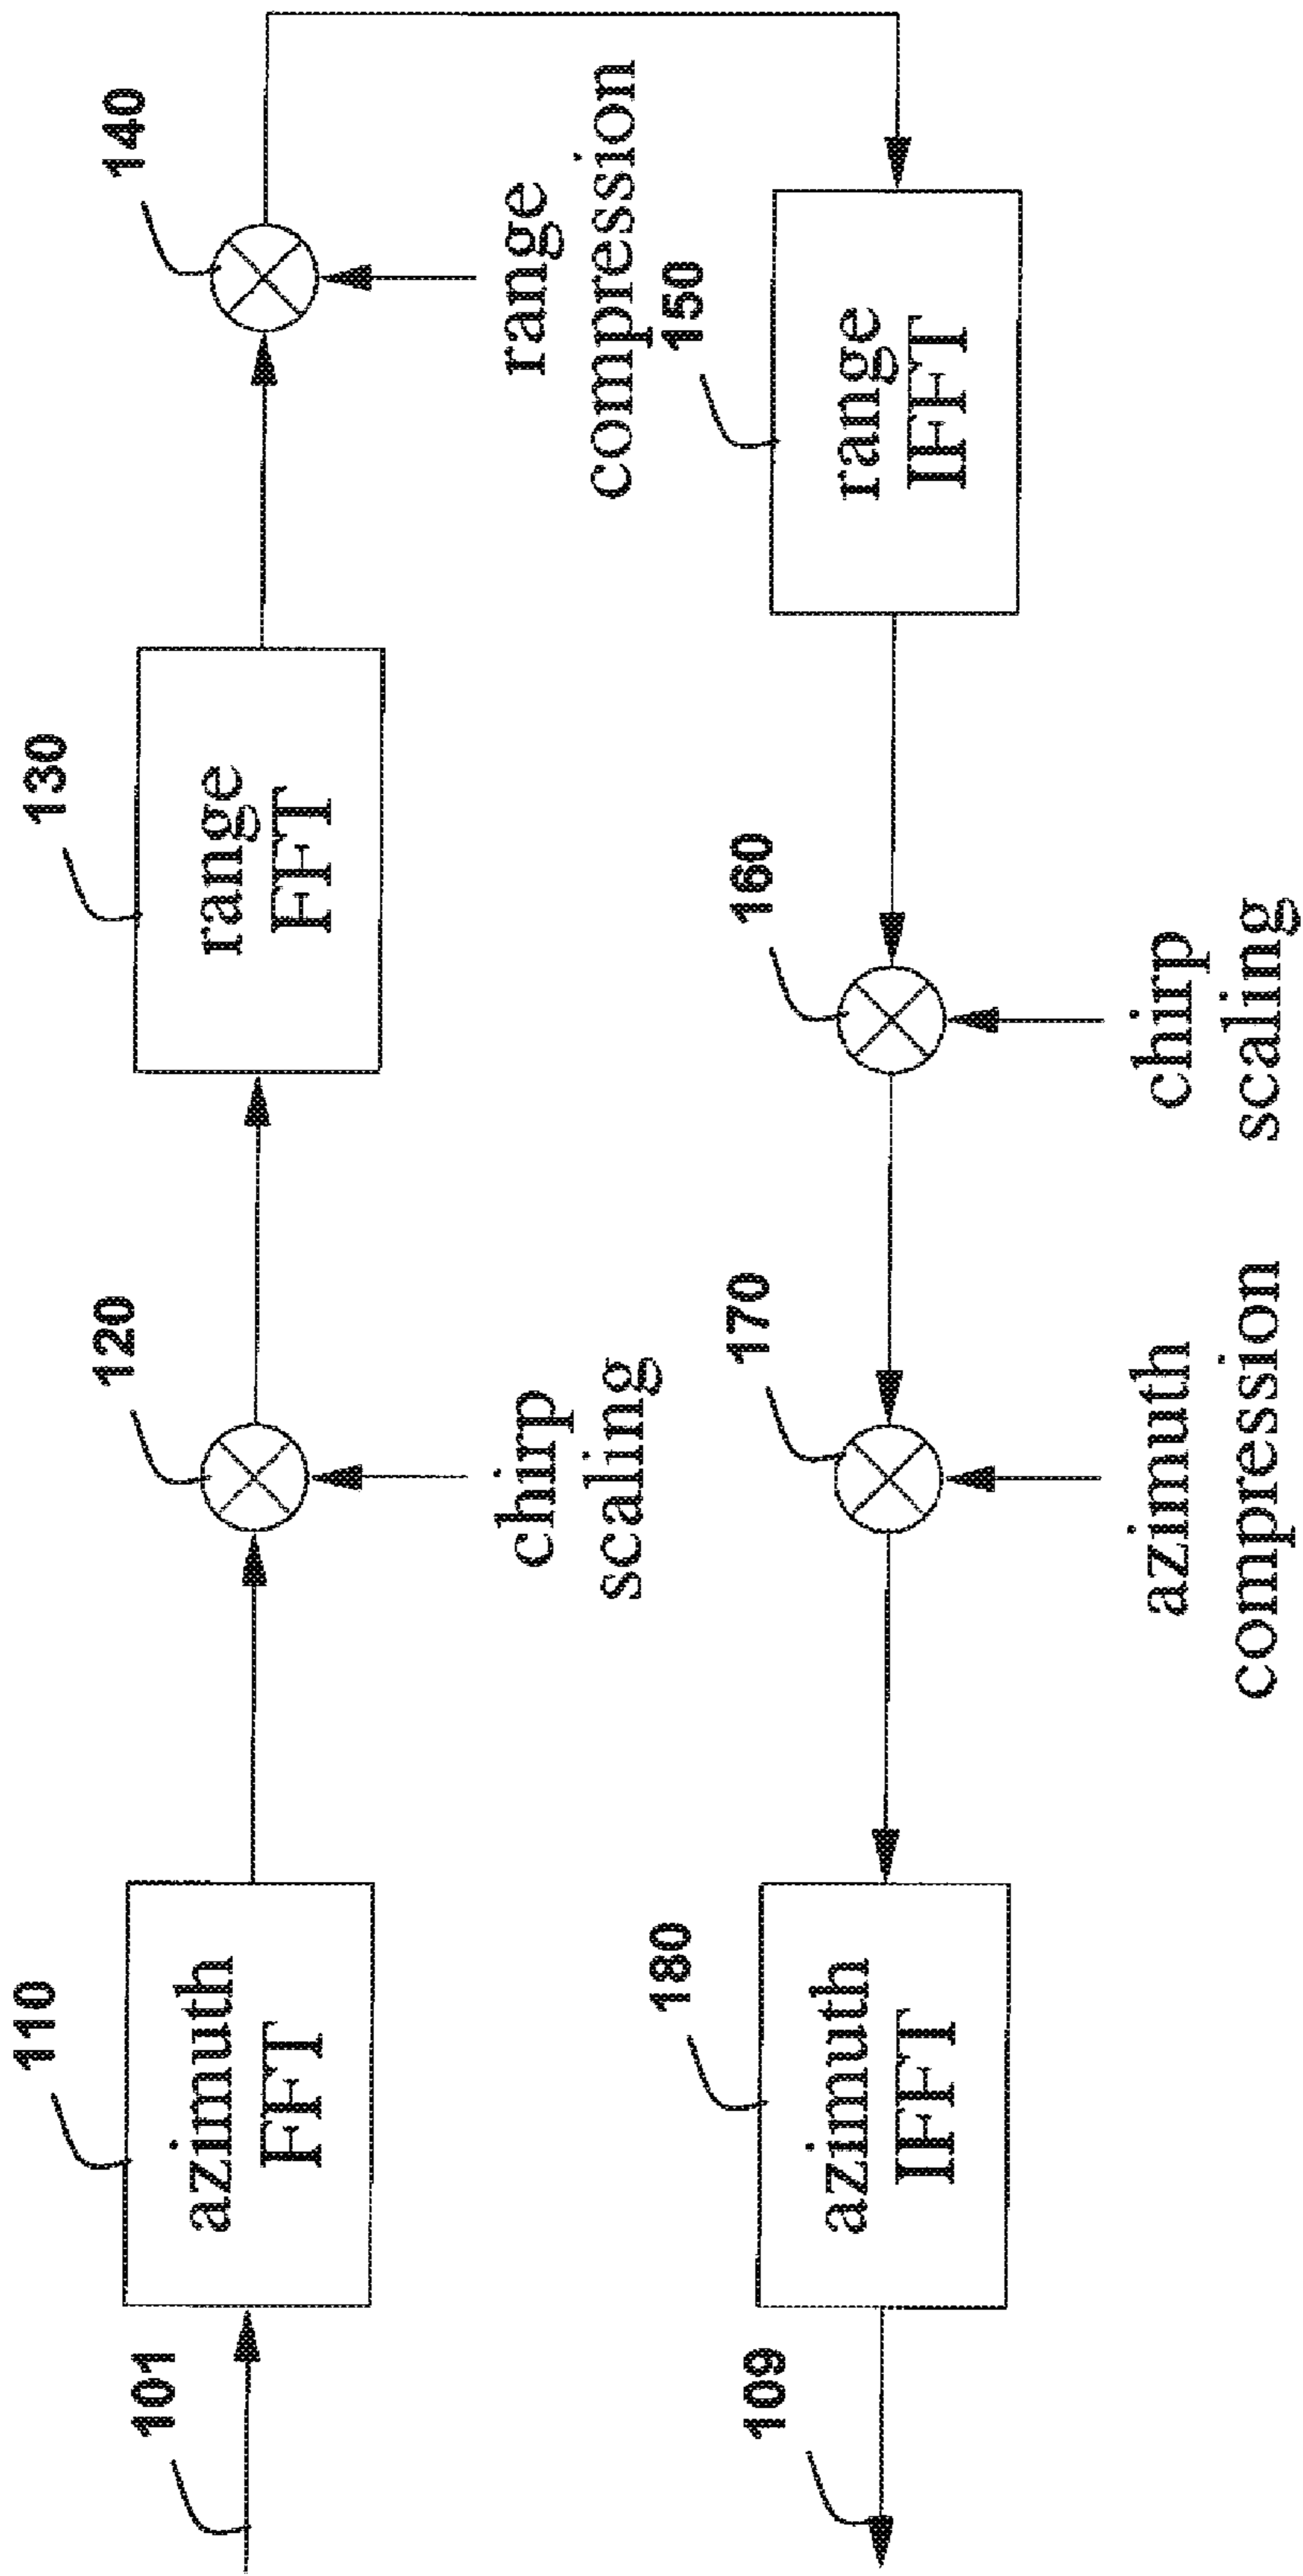 101
110
azimuth
FFT
120
chirp
scaling
130
range
FFT
140
range
compression
150
range
IFFT
160
chirp
scaling
170
azimuth
compression
180
azimuth
IFFT
109